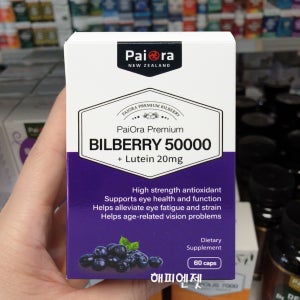 PaiOra
NEW ZEALAND
PAIORA PREMIUM BILBERRY
PaiOra Premium
BILBERRY 50000
+ Lutein 20mg
High strength antioxidant
Supports eye health and function
Helps alleviate eye fatigue and strain
Helps age-related vision problems
Dietary
Supplement
60 caps
해피엔젯